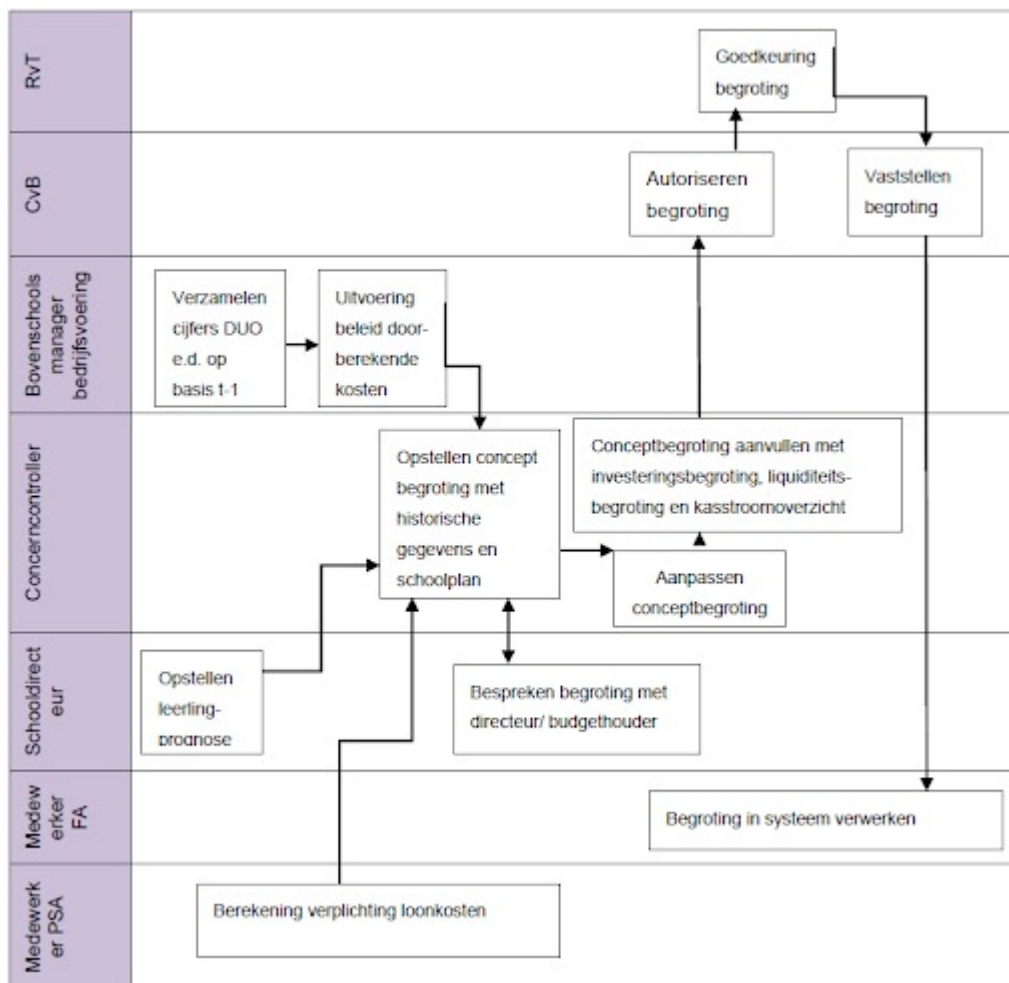 RvT
Goedkeuring
begroting
CvB
Autoriseren
begroting
Vaststellen
begroting
Bovenschools
manager
bedrijfsvoering
Verzamelen
cijfers DUO
e.d. op
basis t-1
Uitvoering
beleid door-
berekende
kosten
Concerncontroller
Opstellen concept
begroting met
historische
gegevens en
schoolplan
Conceptbegroting aanvullen met
investeringsbegroting, liquiditeits-
begroting en kasstroomoverzicht
Aanpassen
conceptbegroting
Schooldirect
eur
Opstellen
leerling-
prognose
Bespreken begroting met
directeur/ budgethouder
Medew
erker
FA
Begroting in systeem verwerken
Medewerk
er PSA
Berekening verplichting loonkosten